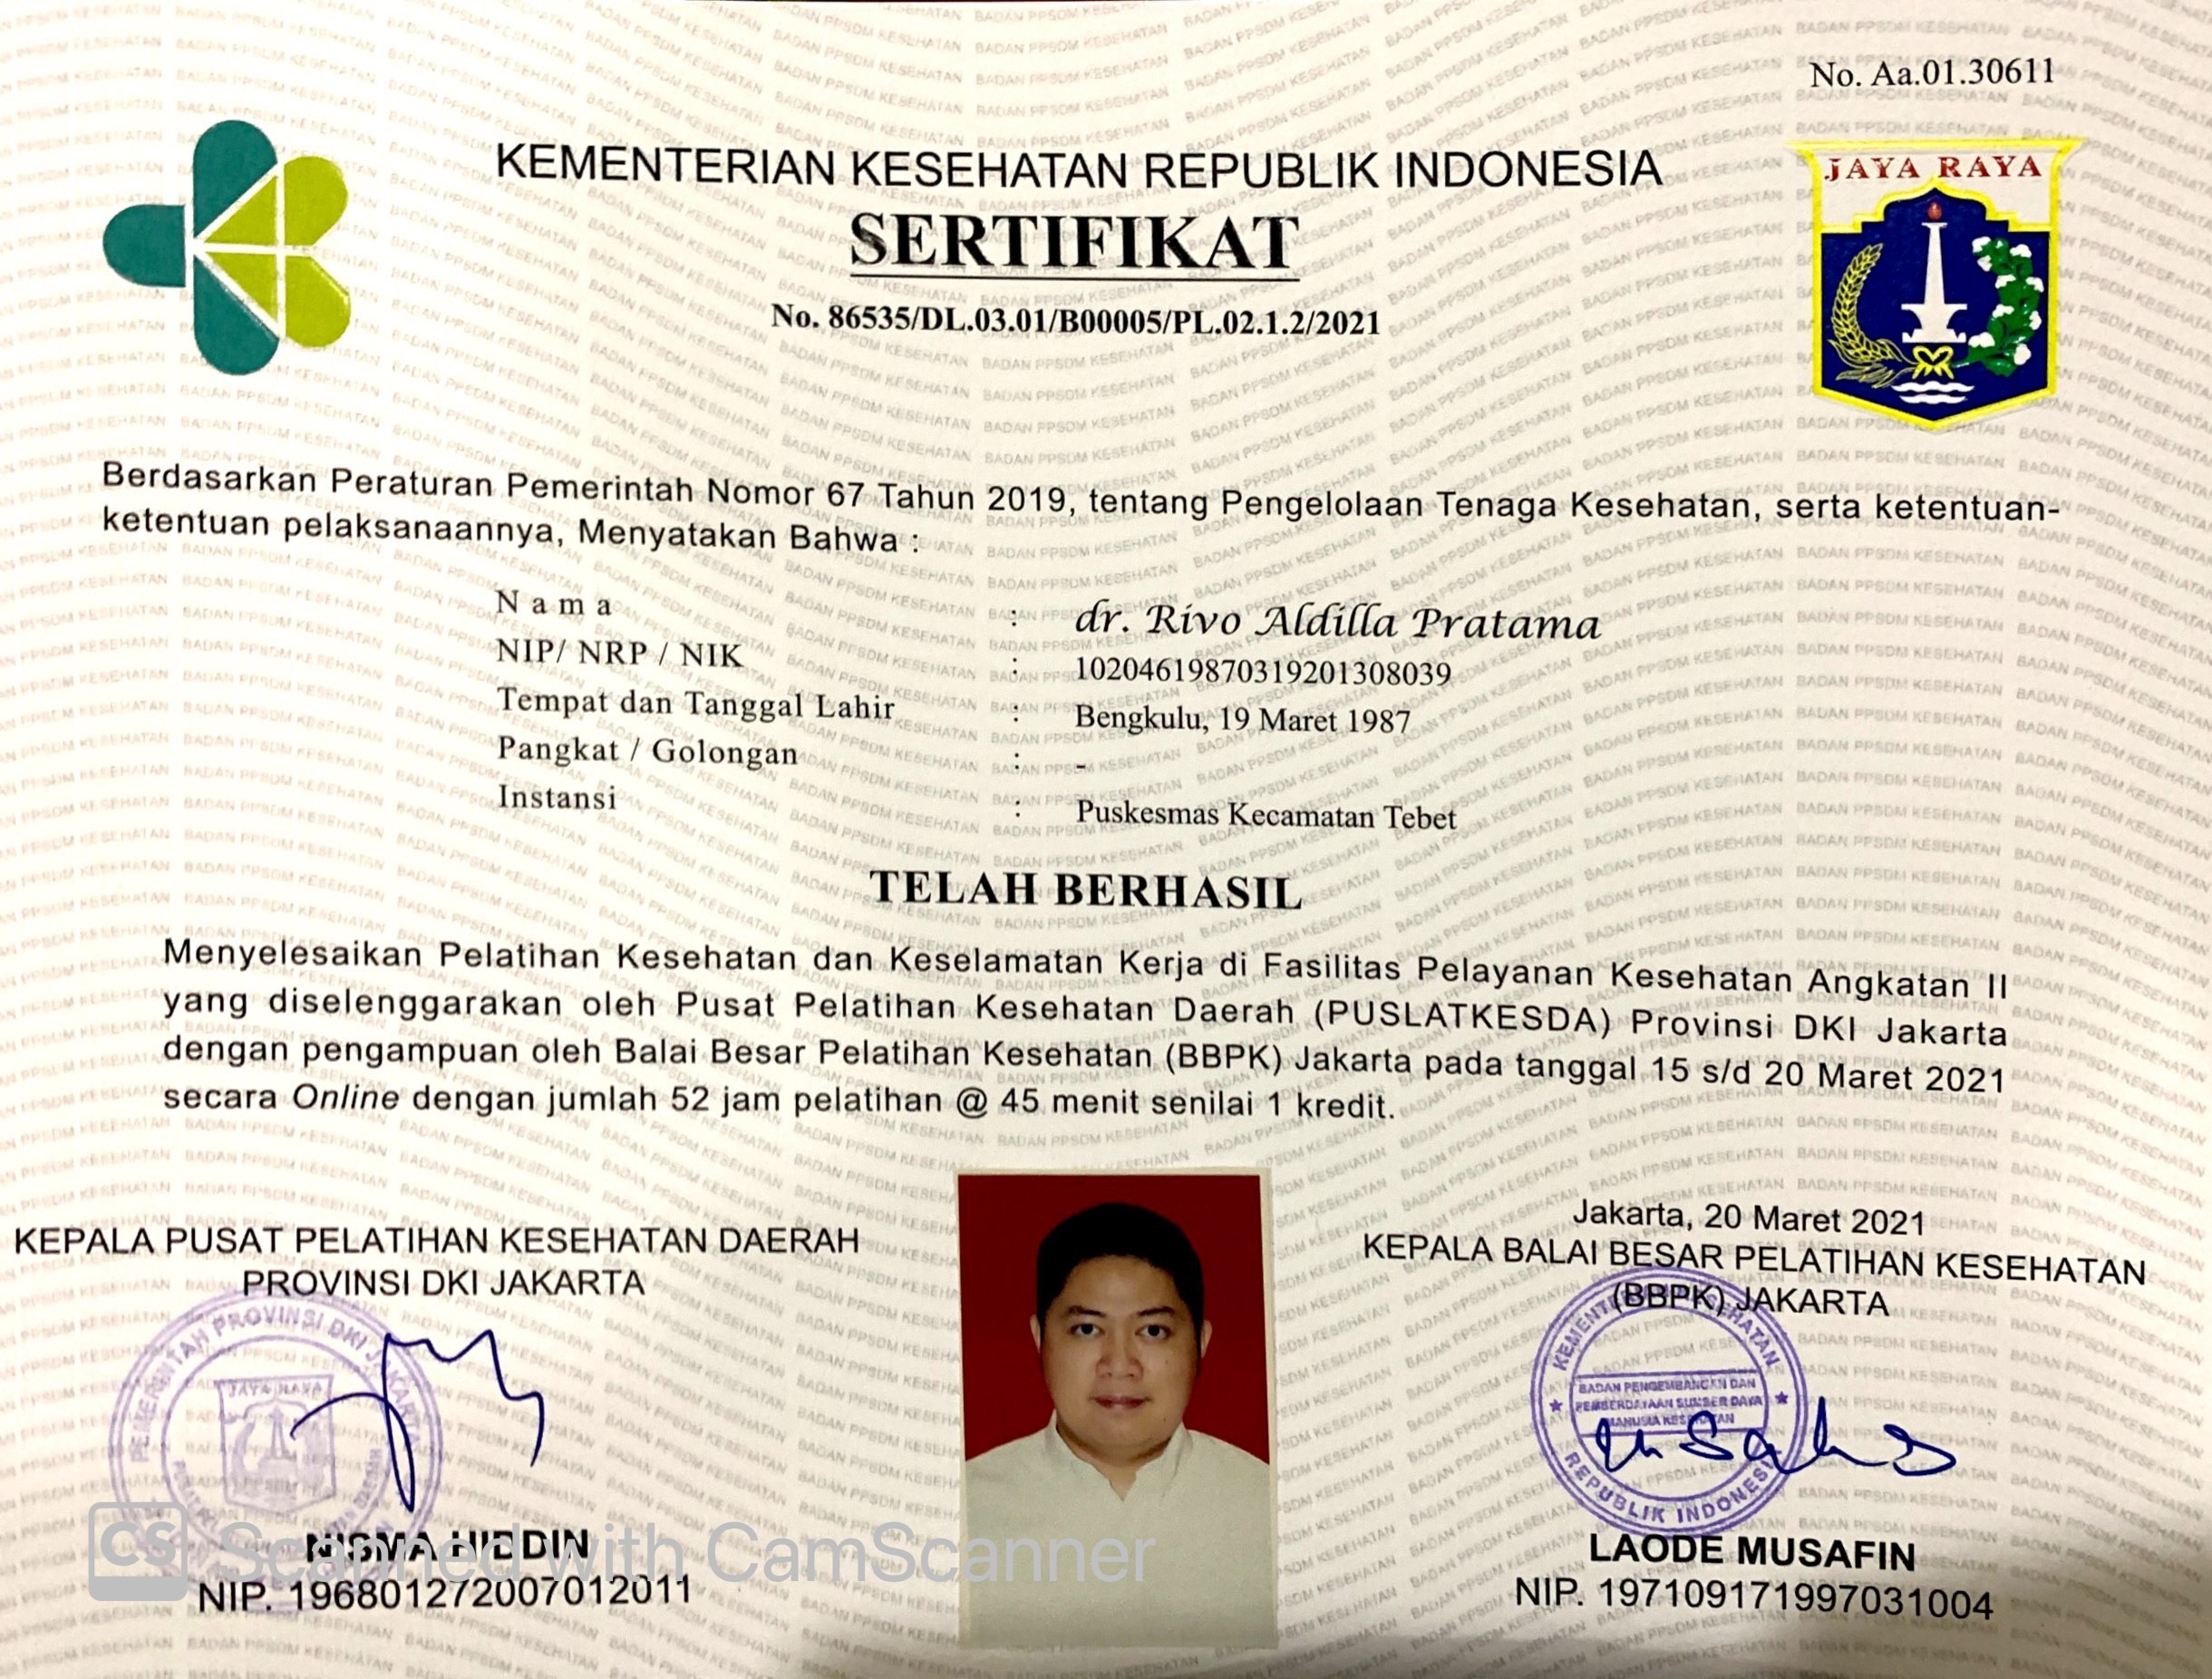 No. Aa.01.30611
JAYA RAYA
KEMENTERIAN KESEHATAN REPUBLIK INDONESIA
SERTIFIKAT
No. 86535/DL.03.01/B00005/PL.02.1.2/2021
Berdasarkan Peraturan Pemerintah Nomor 67 Tahun 2019, tentang Pengelolaan Tenaga Kesehatan, serta ketentuan-
ketentuan pelaksanaannya, Menyatakan Bahwa :
N a m a : dr. Rivo Aldilla Pratama
NIP/ NRP / NIK : 10204619870319201308039
Tempat dan Tanggal Lahir : Bengkulu, 19 Maret 1987
Pangkat / Golongan : -
Instansi : Puskesmas Kecamatan Tebet
TELAH BERHASIL
Menyelesaikan Pelatihan Kesehatan dan Keselamatan Kerja di Fasilitas Pelayanan Kesehatan Angkatan II
yang diselenggarakan oleh Pusat Pelatihan Kesehatan Daerah (PUSLATKESDA) Provinsi DKI Jakarta
dengan pengampuan oleh Balai Besar Pelatihan Kesehatan (BBPK) Jakarta pada tanggal 15 s/d 20 Maret 2021
secara Online dengan jumlah 52 jam pelatihan @ 45 menit senilai 1 kredit.
KEPALA PUSAT PELATIHAN KESEHATAN DAERAH
PROVINSI DKI JAKARTA
PEMERINTAH PROVINSI DKI JAKARTA
JAYA RAYA
NISMA HIDDIN
NIP. 196801272007012011
Jakarta, 20 Maret 2021
KEPALA BALAI BESAR PELATIHAN KESEHATAN
(BBPK) JAKARTA
KEMENTERIAN KESEHATAN
BADAN PENGEMBANGAN DAN
PEMBERDAYAAN SUMBER DAYA
MANUSIA KESEHATAN
REPUBLIK INDONESIA
LAODE MUSAFIN
NIP. 197109171997031004
CS Scanned with CamScanner
BADAN PPSDM KESEHATAN